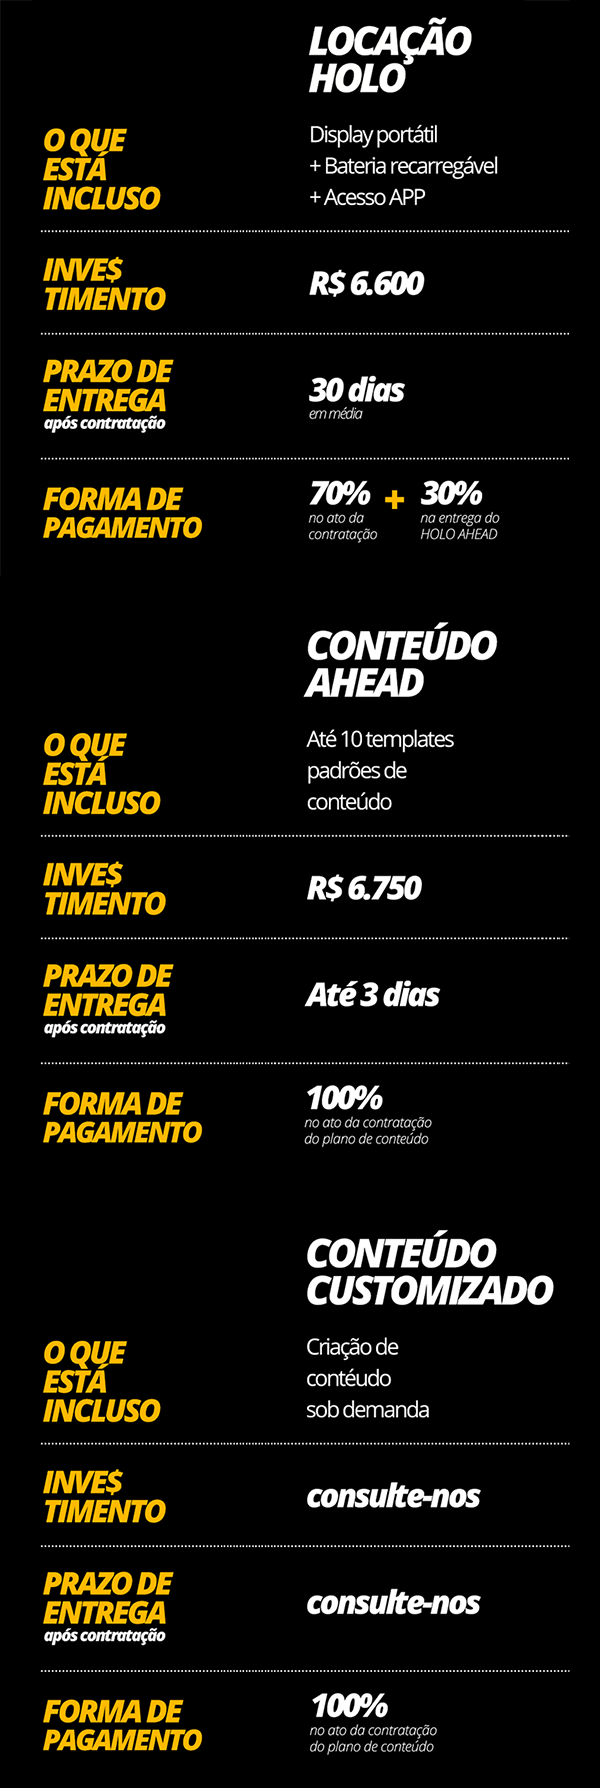 LOCAÇÃO
HOLO
O QUE
ESTÁ
INCLUSO
Display portátil
+ Bateria recarregável
+ Acesso APP
INVE$
TIMENTO
R$ 6.600
PRAZO DE
ENTREGA
após contratação
30 dias
em média
FORMA DE
PAGAMENTO
70% + 30%
no ato da na entrega do
contratação HOLO AHEAD
CONTEÚDO
AHEAD
O QUE
ESTÁ
INCLUSO
Até 10 templates
padrões de
conteúdo
INVE$
TIMENTO
R$ 6.750
PRAZO DE
ENTREGA
após contratação
Até 3 dias
FORMA DE
PAGAMENTO
100%
no ato da contratação
do plano de conteúdo
CONTEÚDO
CUSTOMIZADO
O QUE
ESTÁ
INCLUSO
Criação de
contéudo
sob demanda
INVE$
TIMENTO
consulte-nos
PRAZO DE
ENTREGA
após contratação
consulte-nos
FORMA DE
PAGAMENTO
100%
no ato da contratação
do plano de conteúdo